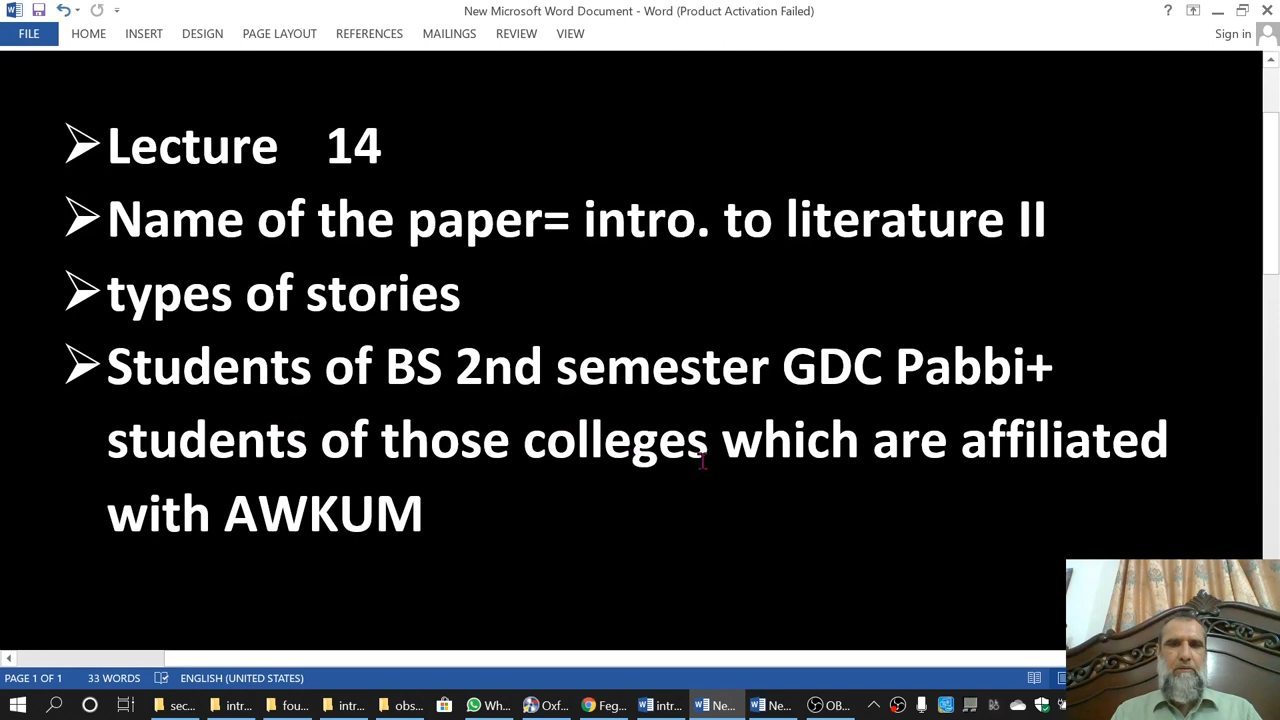 New Microsoft Word Document - Word (Product Activation Failed)
?
FILE HOME INSERT DESIGN PAGE LAYOUT REFERENCES MAILINGS REVIEW VIEW Sign in
➢Lecture 14
➢Name of the paper= intro. to literature II
➢types of stories
➢Students of BS 2nd semester GDC Pabbi+
students of those colleges which are affiliated
with AWKUM
PAGE 1 OF 1 33 WORDS ENGLISH (UNITED STATES)
sec... intr... fou... intr... obs... Wh... Oxf... Feg... intr... Ne... Ne... OB...